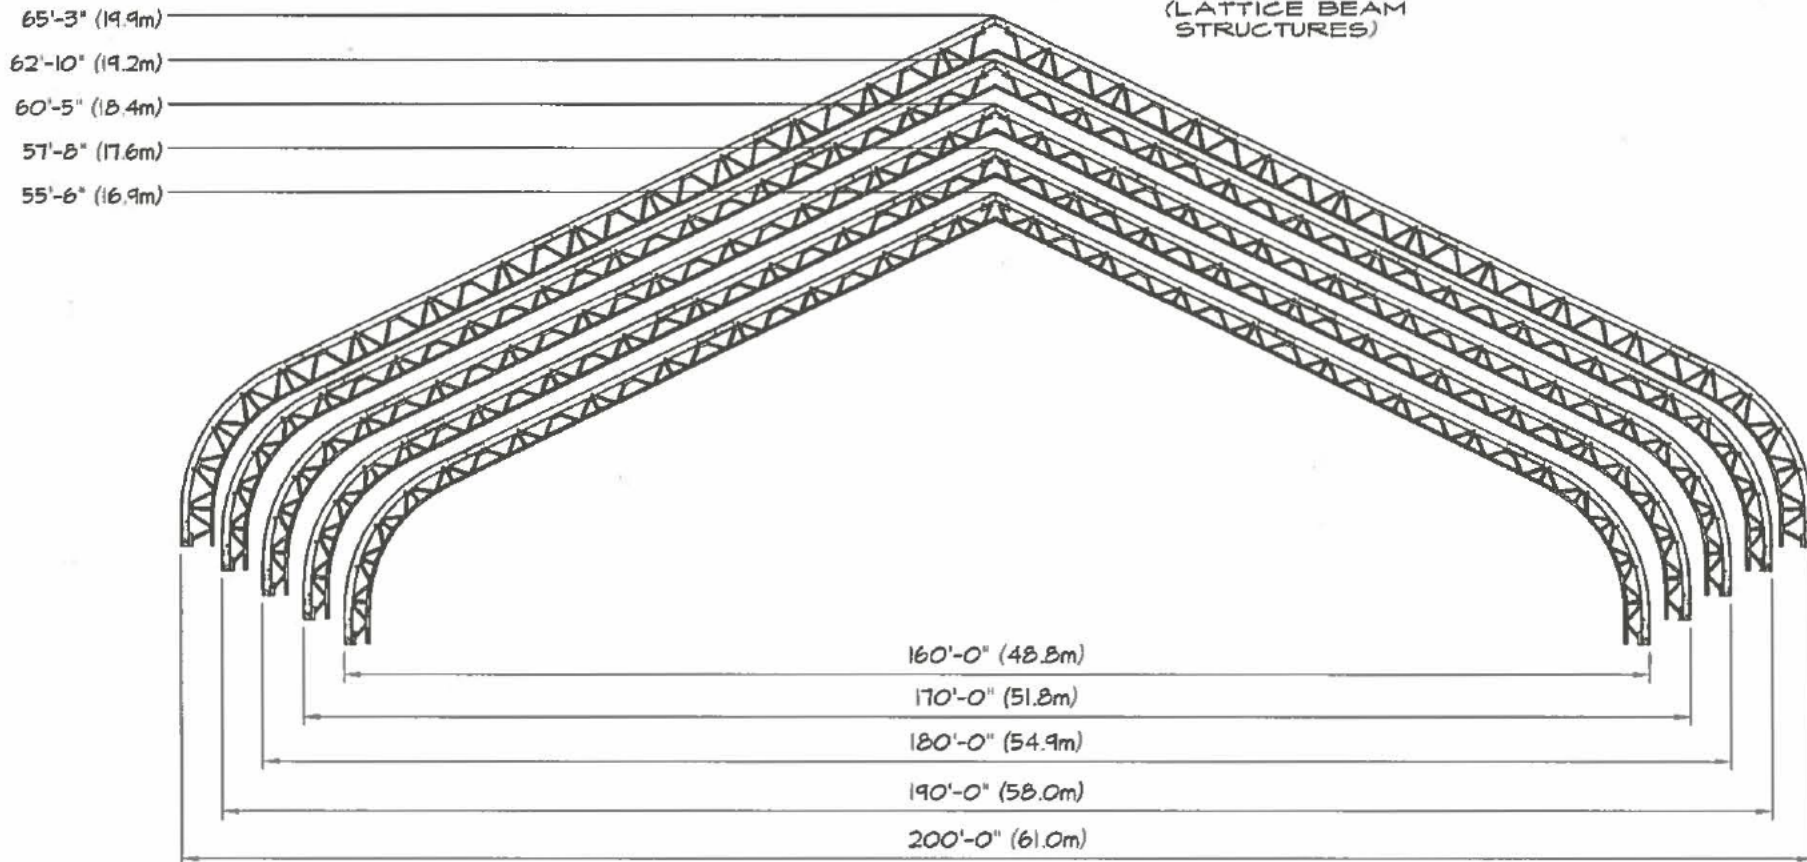 (LATTICE BEAM
STRUCTURES)
65'-3" (19.9m)
62'-10" (19.2m)
60'-5" (18.4m)
57'-8" (17.6m)
55'-6" (16.9m)
160'-0" (48.8m)
170'-0" (51.8m)
180'-0" (54.9m)
190'-0" (58.0m)
200'-0" (61.0m)